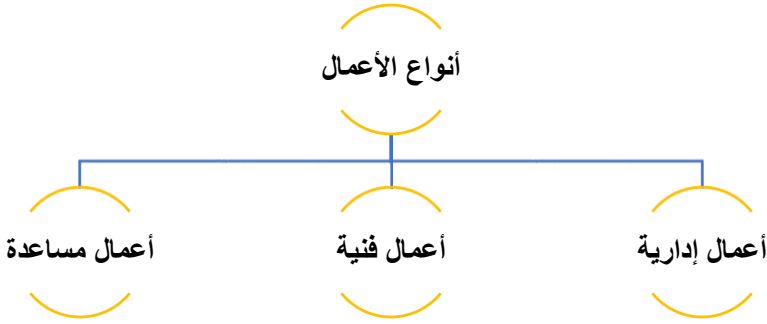 أنواع الأعمال
أعمال إدارية
أعمال فنية
أعمال مساعدة